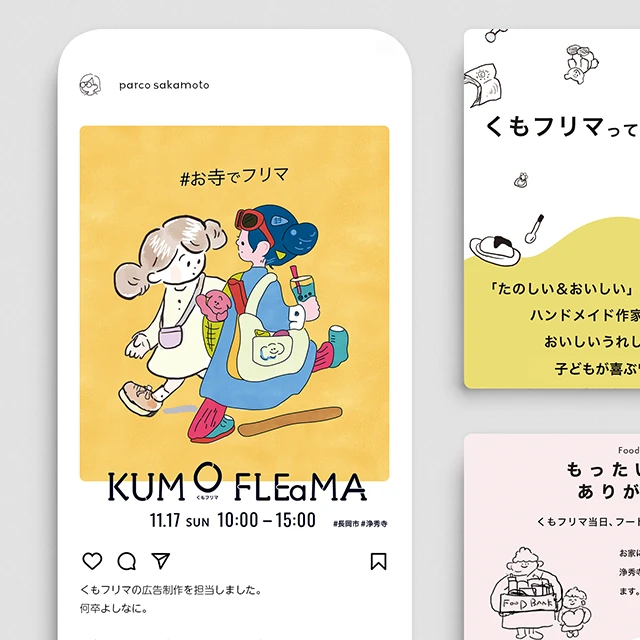 parco sakamoto
#お寺でフリマ
KUMO FLEaMA
くもフリマ
11.17 SUN 10:00–15:00 #長岡市 #浄秀寺
くもフリマの広告制作を担当しました。
何卒よしなに。
くもフリマって
「たのしい&おいしい」
ハンドメイド作家
おいしいうれし
子どもが喜ぶ
Food
もったい
ありが
くもフリマ当日、フー
お家に
浄秀寺
ます。
FOOD BANK